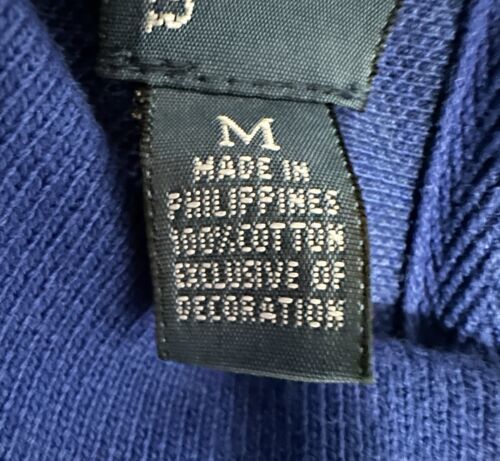 M
MADE IN
PHILIPPINES
100% COTTON
EXCLUSIVE OF
DECORATION